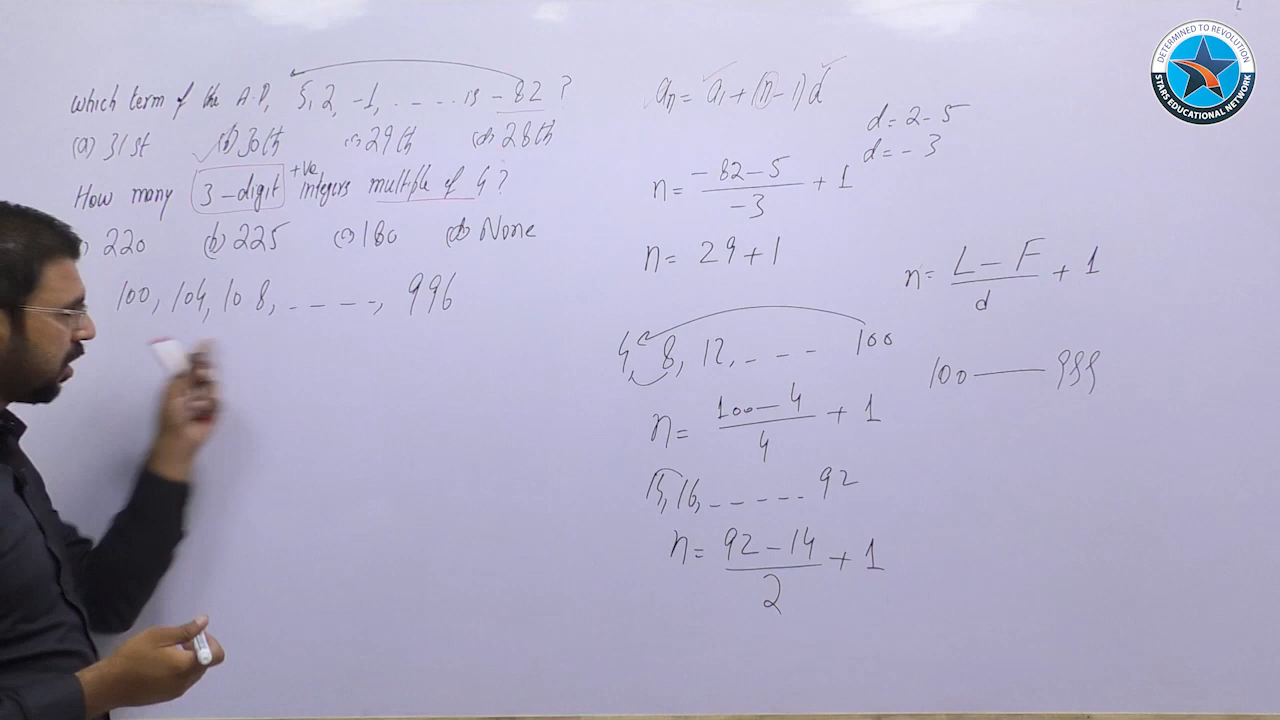 Which term of the A.P, 5, 2, -1, ..... is -82 ?
(a) 31st (b) 30th (c) 29th (d) 28th
How many 3-digit +ve integers multiple of 4 ?
) 220 (b) 225 (c) 180 (d) None
100, 104, 108, ----, 996
an = a1 + (n-1)d
d = 2-5
d = -3
n = -82-5/-3 + 1
n = 29+1
n = L-F/d + 1
4, 8, 12, --- 100
100 — 999
n = 100-4/4 + 1
16, ----- 92
n = 92-14/2 + 1
DETERMINED TO REVOLUTION
STARS EDUCATIONAL NETWORK